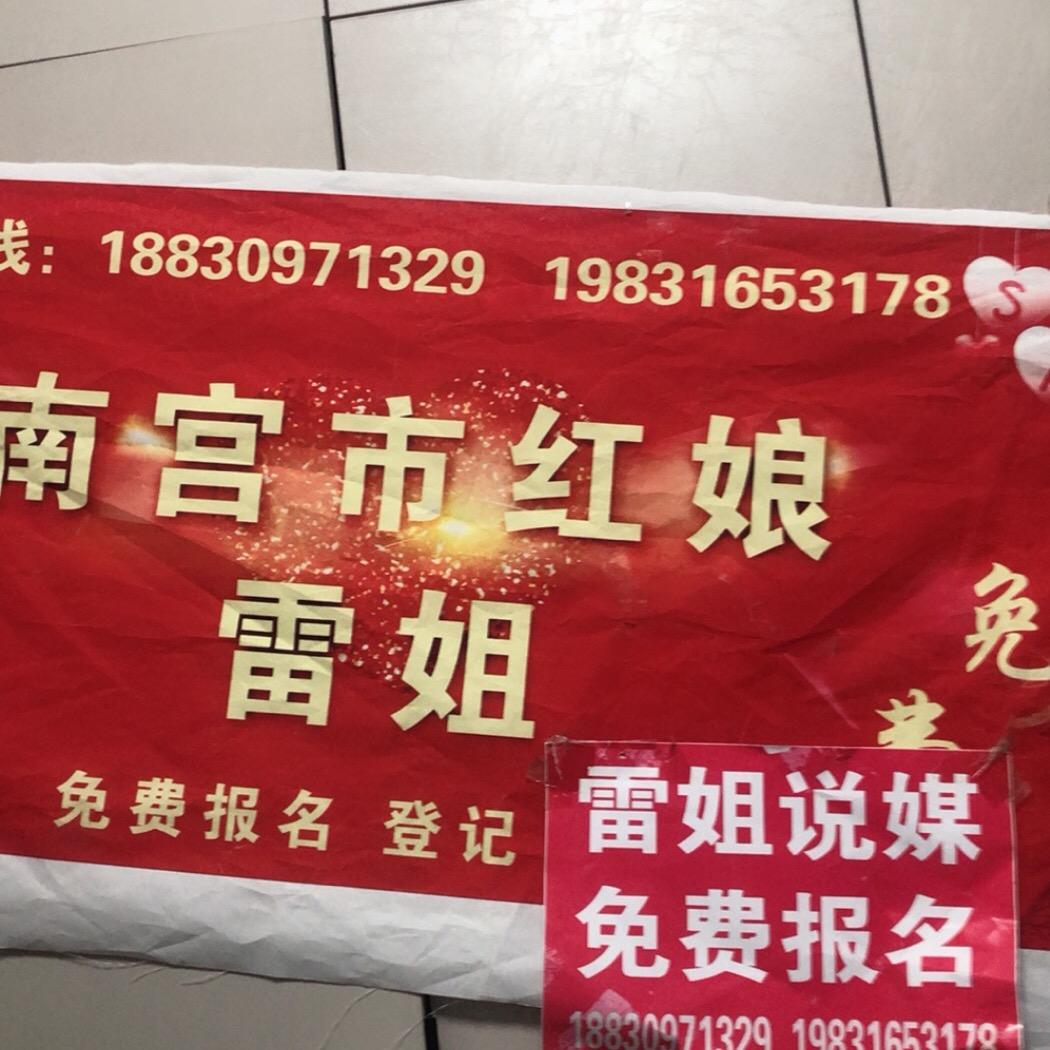 线：18830971329 19831653178
S
南宫市红娘
雷姐
免
费
免费报名 登记
雷姐说媒
免费报名
18830971329 19831653178